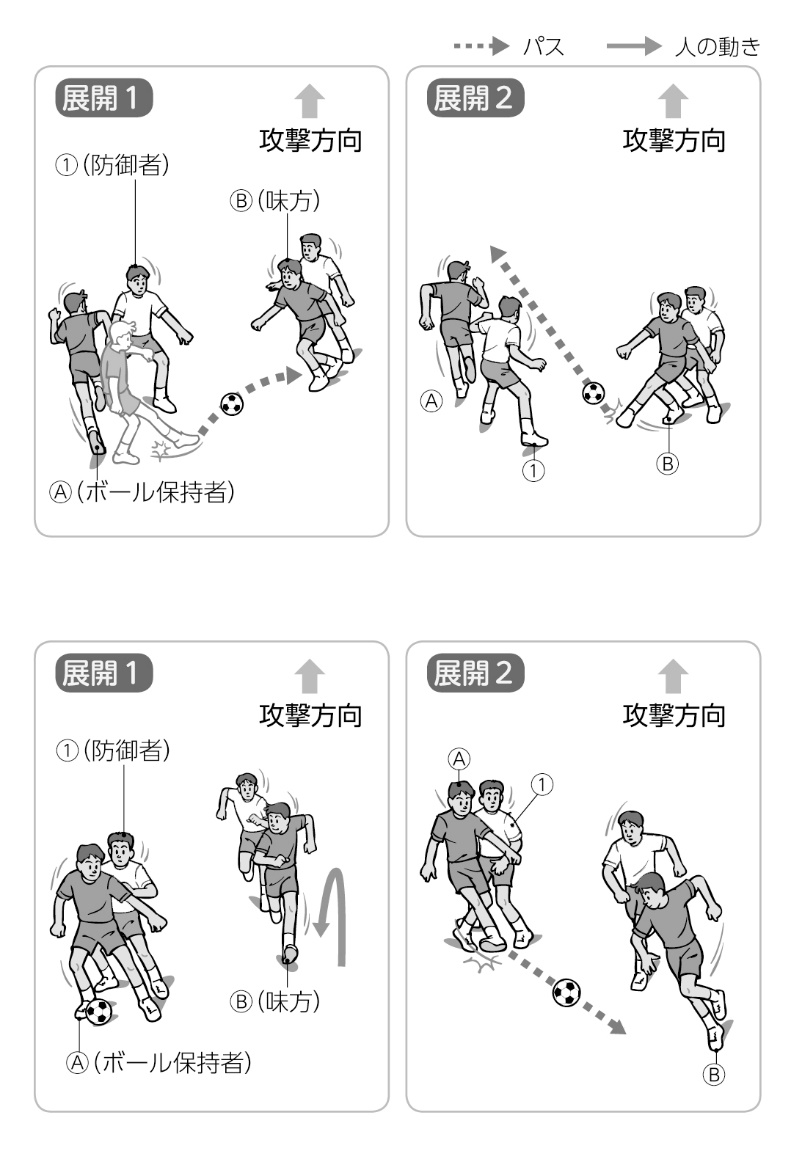 パス
人の動き
展開1
攻撃方向
①(防御者)
Ⓑ(味方)
Ⓐ(ボール保持者)
展開2
攻撃方向
Ⓐ
①
Ⓑ
展開1
攻撃方向
①(防御者)
Ⓑ(味方)
Ⓐ(ボール保持者)
展開2
攻撃方向
Ⓐ
①
Ⓑ